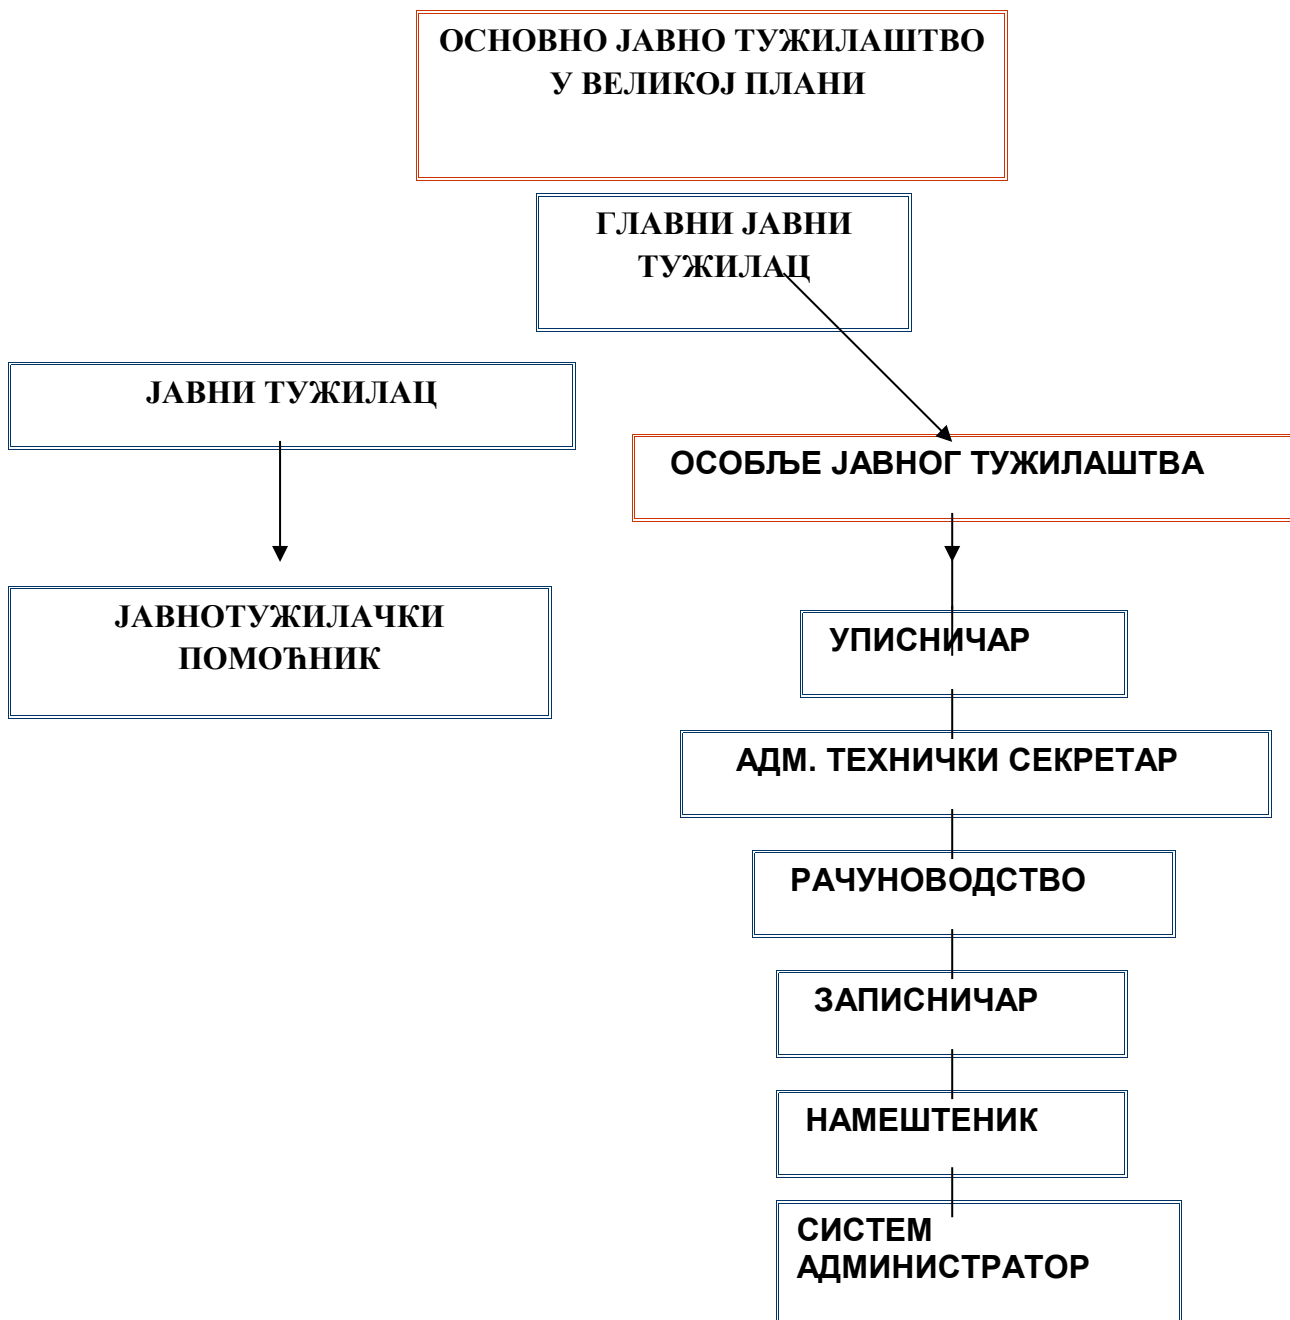 ОСНОВНО ЈАВНО ТУЖИЛАШТВО
У ВЕЛИКОЈ ПЛАНИ
ГЛАВНИ ЈАВНИ
ТУЖИЛАЦ
ЈАВНИ ТУЖИЛАЦ
ОСОБЉЕ ЈАВНОГ ТУЖИЛАШТВА
ЈАВНОТУЖИЛАЧКИ
ПОМОЋНИК
УПИСНИЧАР
АДМ. ТЕХНИЧКИ СЕКРЕТАР
РАЧУНОВОДСТВО
ЗАПИСНИЧАР
НАМЕШТЕНИК
СИСТЕМ
АДМИНИСТРАТОР